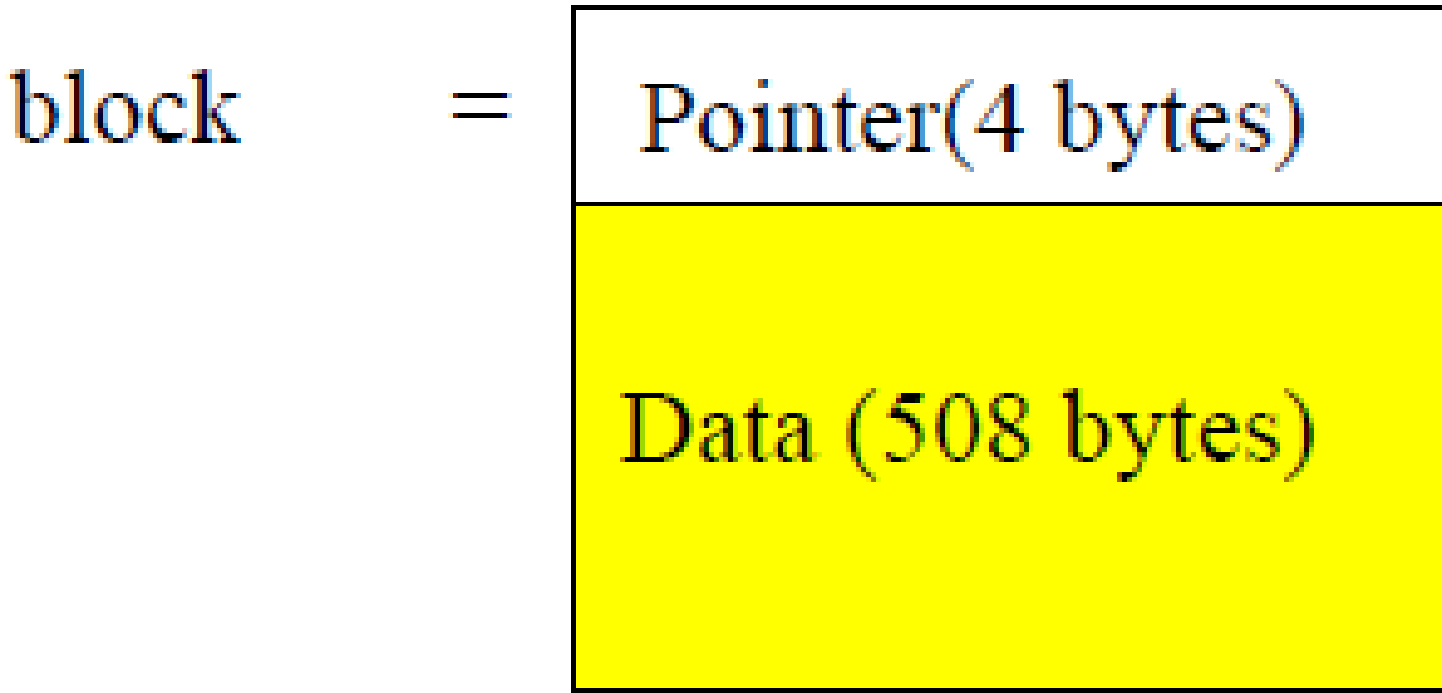 block = Pointer(4 bytes)
Data (508 bytes)